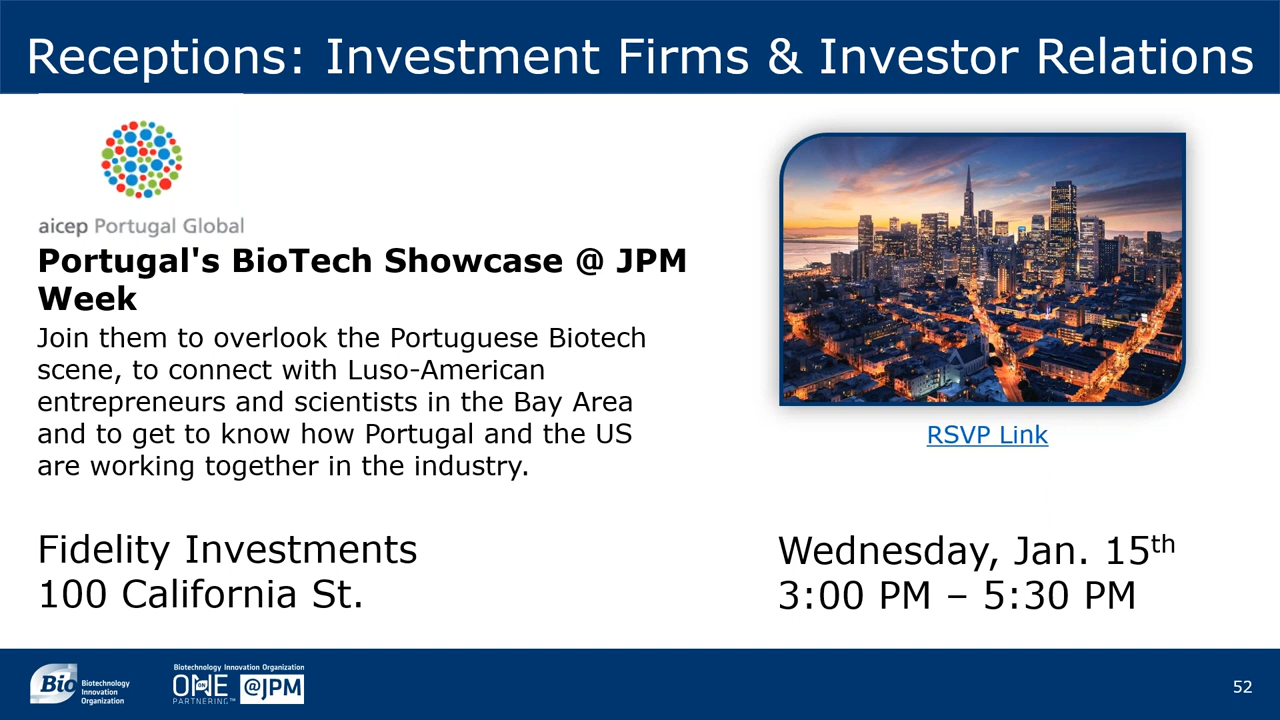 Receptions: Investment Firms & Investor Relations
aicep Portugal Global
Portugal's BioTech Showcase @ JPM
Week
Join them to overlook the Portuguese Biotech
scene, to connect with Luso-American
entrepreneurs and scientists in the Bay Area
and to get to know how Portugal and the US
are working together in the industry.
RSVP Link
Fidelity Investments
100 California St.
Wednesday, Jan. 15th
3:00 PM – 5:30 PM
Bio
Biotechnology
Innovation
Organization
Biotechnology Innovation Organization
ONE
ON
PARTNERING™
@JPM
52